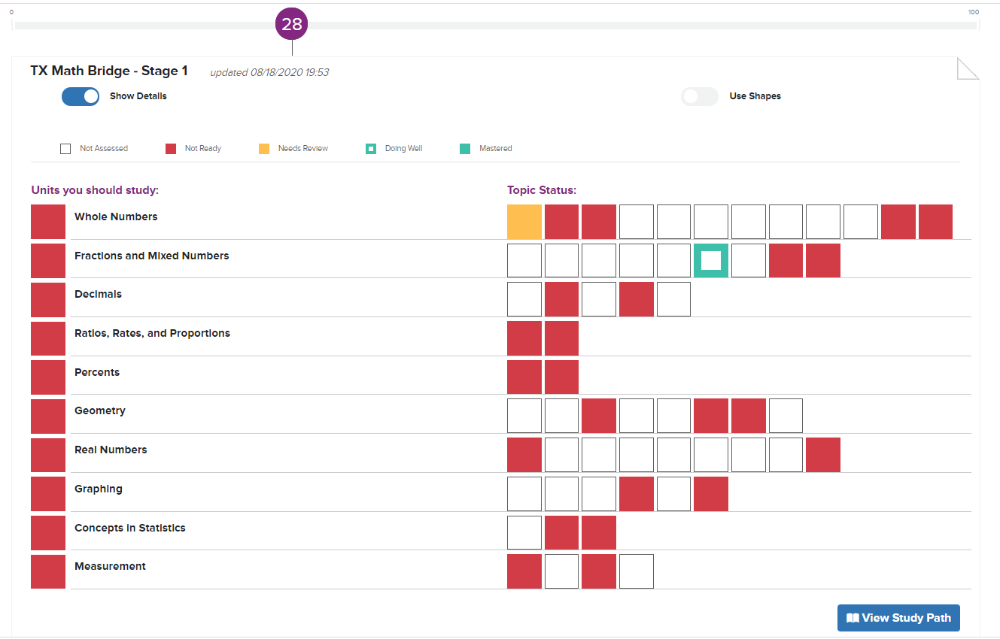 0 100
28
TX Math Bridge - Stage 1 updated 08/18/2020 19:53
Show Details Use Shapes
Not Assessed Not Ready Needs Review Doing Well Mastered
Units you should study: Topic Status:
Whole Numbers
Fractions and Mixed Numbers
Decimals
Ratios, Rates, and Proportions
Percents
Geometry
Real Numbers
Graphing
Concepts in Statistics
Measurement
View Study Path